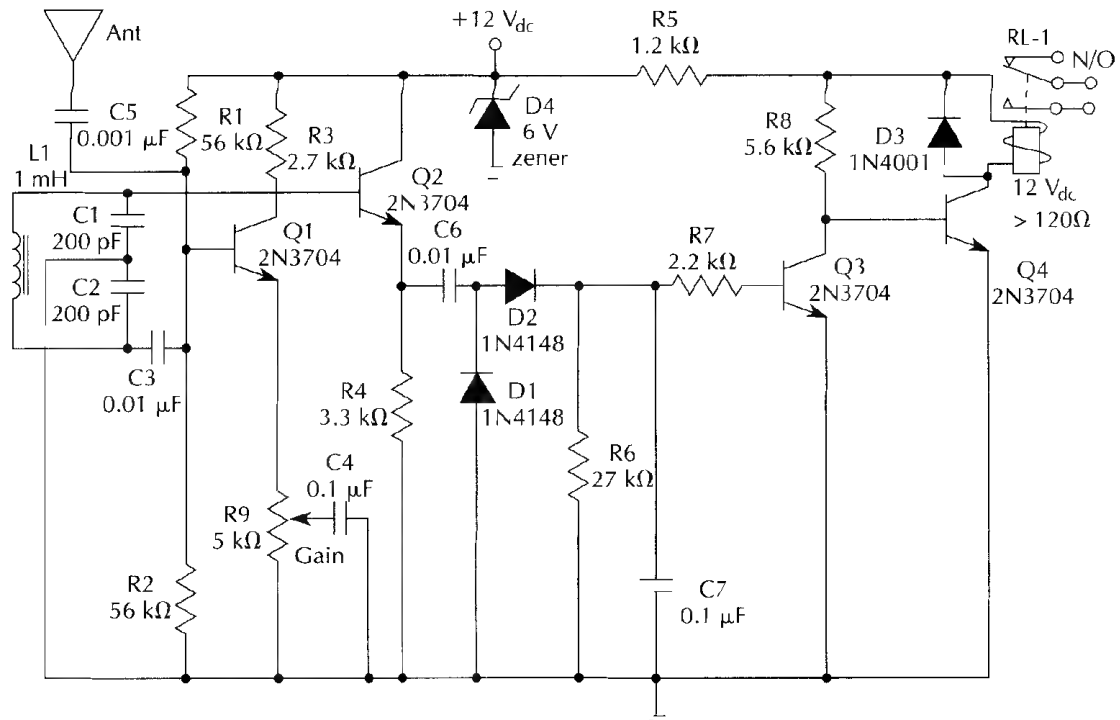 Ant
+12 Vdc
R5
1.2 kΩ
RL-1
N/O
C5
0.001 μF
R1
56 kΩ
R3
2.7 kΩ
D4
6 V
zener
R8
5.6 kΩ
D3
1N4001
L1
1 mH
Q2
2N3704
12 Vdc
> 120Ω
C1
200 pF
Q1
2N3704
C6
0.01 μF
R7
2.2 kΩ
C2
200 pF
Q3
2N3704
Q4
2N3704
D2
1N4148
C3
0.01 μF
R4
3.3 kΩ
D1
1N4148
C4
0.1 μF
R6
27 kΩ
R9
5 kΩ
Gain
R2
56 kΩ
C7
0.1 μF